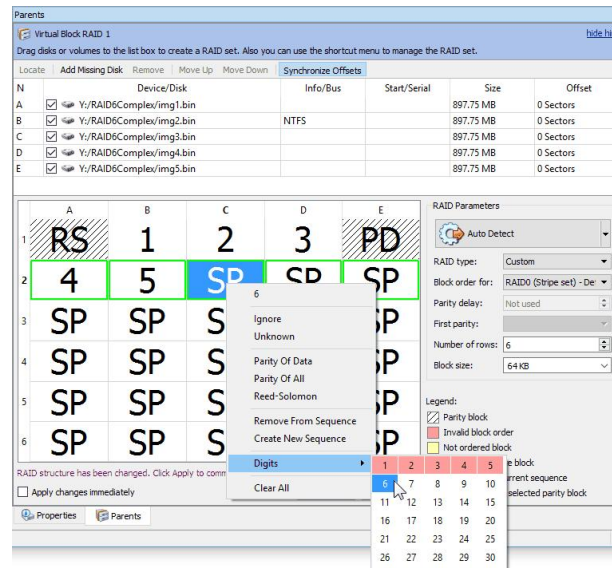 Parents
Virtual Block RAID 1 hide hi
Drag disks or volumes to the list box to create a RAID set. Also you can use the shortcut menu to manage the RAID set.
Locate Add Missing Disk Remove Move Up Move Down Synchronize Offsets
N Device/Disk Info/Bus Start/Serial Size Offset
A Y:/RAID6Complex/img1.bin 897.75 MB 0 Sectors
B Y:/RAID6Complex/img2.bin NTFS 897.75 MB 0 Sectors
C Y:/RAID6Complex/img3.bin 897.75 MB 0 Sectors
D Y:/RAID6Complex/img4.bin 897.75 MB 0 Sectors
E Y:/RAID6Complex/img5.bin 897.75 MB 0 Sectors
A B C D E
1 RS 1 2 3 PD
2 4 5 SP SP SP
3 SP SP S SP
4 SP SP S SP
5 SP SP S SP
6 SP SP S SP
6
Ignore
Unknown
Parity Of Data
Parity Of All
Reed-Solomon
Remove From Sequence
Create New Sequence
Digits
Clear All
1 2 3 4 5
6 7 8 9 10
11 12 13 14 15
16 17 18 19 20
21 22 23 24 25
26 27 28 29 30
RAID Parameters
Auto Detect
RAID type: Custom
Block order for: RAID0 (Stripe set) - De
Parity delay: Not used
First parity:
Number of rows: 6
Block size: 64 KB
Legend:
Parity block
Invalid block order
Not ordered block
e block
rrent sequence
selected parity block
RAID structure has been changed. Click Apply to comm
Apply changes immediately
Properties Parents